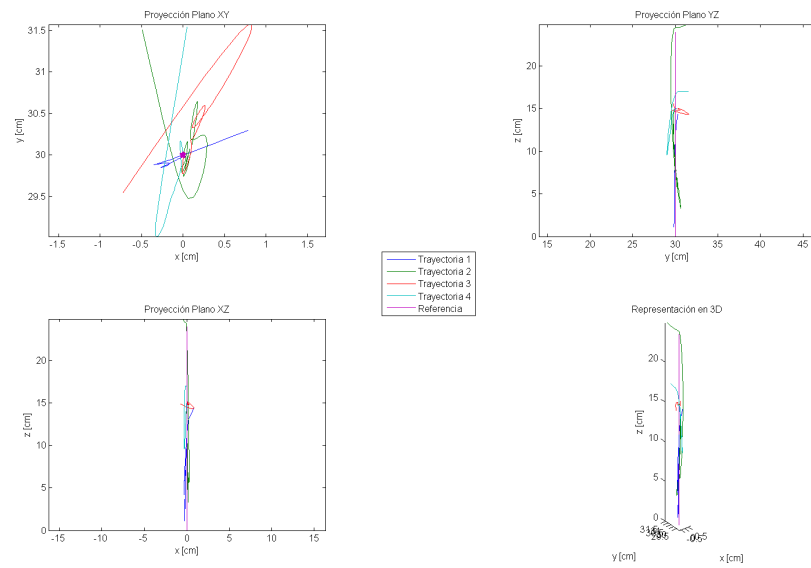 Proyección Plano XY
31.5
31
30.5
30
29.5
y [cm]
-1.5 -1 -0.5 0 0.5 1 1.5
x [cm]
Proyección Plano YZ
20
15
10
5
0
z [cm]
15 20 25 30 35 40 45
y [cm]
Trayectoria 1
Trayectoria 2
Trayectoria 3
Trayectoria 4
Referencia
Proyección Plano XZ
20
15
10
5
0
z [cm]
-15 -10 -5 0 5 10 15
x [cm]
Representación en 3D
20
15
10
5
0
z [cm]
-0.5 0.5
y [cm]
x [cm]